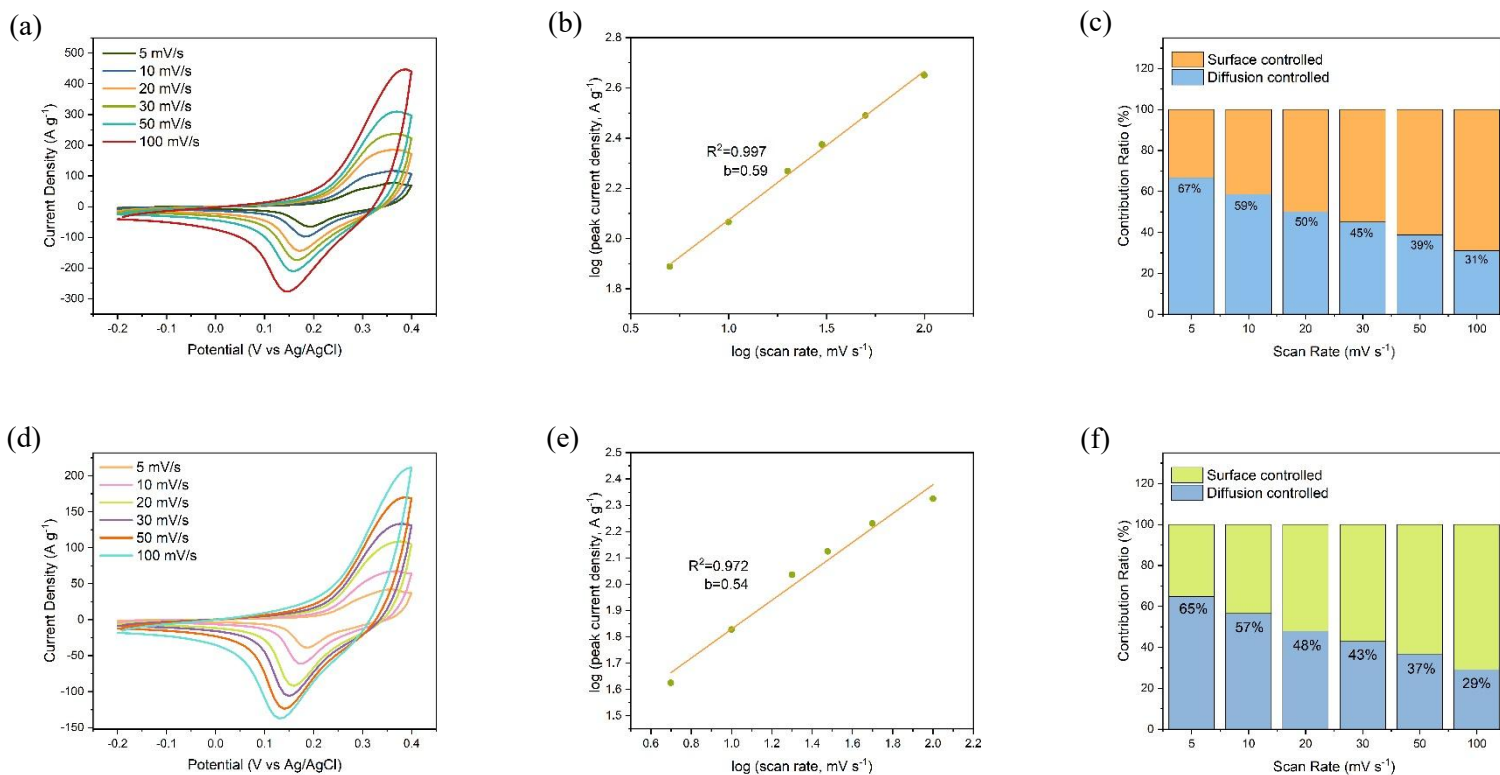 (a)
500
400
300
200
100
0
-100
-200
-300
Current Density (A g⁻¹)
5 mV/s
10 mV/s
20 mV/s
30 mV/s
50 mV/s
100 mV/s
-0.2 -0.1 0.0 0.1 0.2 0.3 0.4
Potential (V vs Ag/AgCl)
(b)
2.8
2.6
2.4
2.2
2.0
1.8
log (peak current density, A g⁻¹)
R²=0.997
b=0.59
0.5 1.0 1.5 2.0
log (scan rate, mV s⁻¹)
(c)
120
100
80
60
40
20
0
Contribution Ratio (%)
Surface controlled
Diffusion controlled
67% 59% 50% 45% 39% 31%
5 10 20 30 50 100
Scan Rate (mV s⁻¹)
(d)
200
150
100
50
0
-50
-100
-150
Current Density (A g⁻¹)
5 mV/s
10 mV/s
20 mV/s
30 mV/s
50 mV/s
100 mV/s
-0.2 -0.1 0.0 0.1 0.2 0.3 0.4
Potential (V vs Ag/AgCl)
(e)
2.5
2.4
2.3
2.2
2.1
2.0
1.9
1.8
1.7
1.6
1.5
log (peak current density, A g⁻¹)
R²=0.972
b=0.54
0.6 0.8 1.0 1.2 1.4 1.6 1.8 2.0 2.2
log (scan rate, mV s⁻¹)
(f)
120
100
80
60
40
20
0
Contribution Ratio (%)
Surface controlled
Diffusion controlled
65% 57% 48% 43% 37% 29%
5 10 20 30 50 100
Scan Rate (mV s⁻¹)